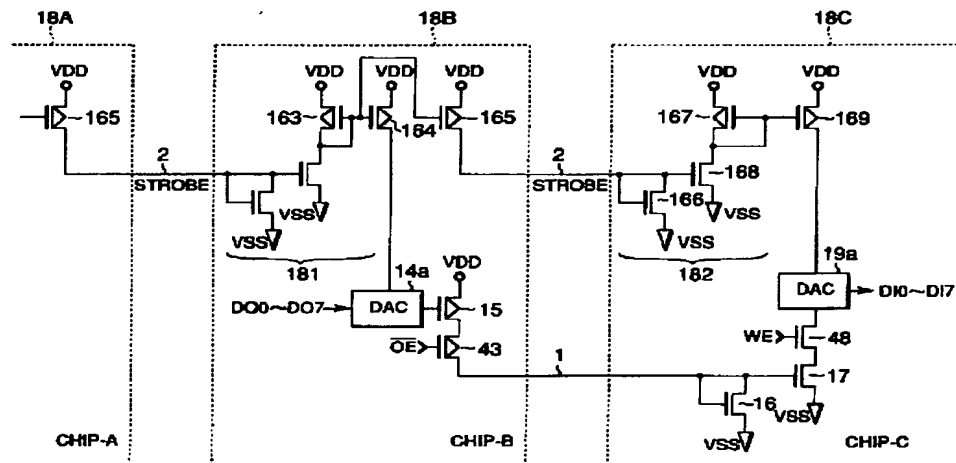 18A 18B 18C
VDD VDD VDD VDD VDD VDD
165 163 164 165 167 169
2 2
STROBE STROBE
168
VSS VSS 166 VSS
VSS
181 182
14a VDD 19a
DO0~DO7 DAC 15 DAC DI0~DI7
OE 43 WE 48
1 17
16 VSS
VSS
CHIP-A CHIP-B CHIP-C